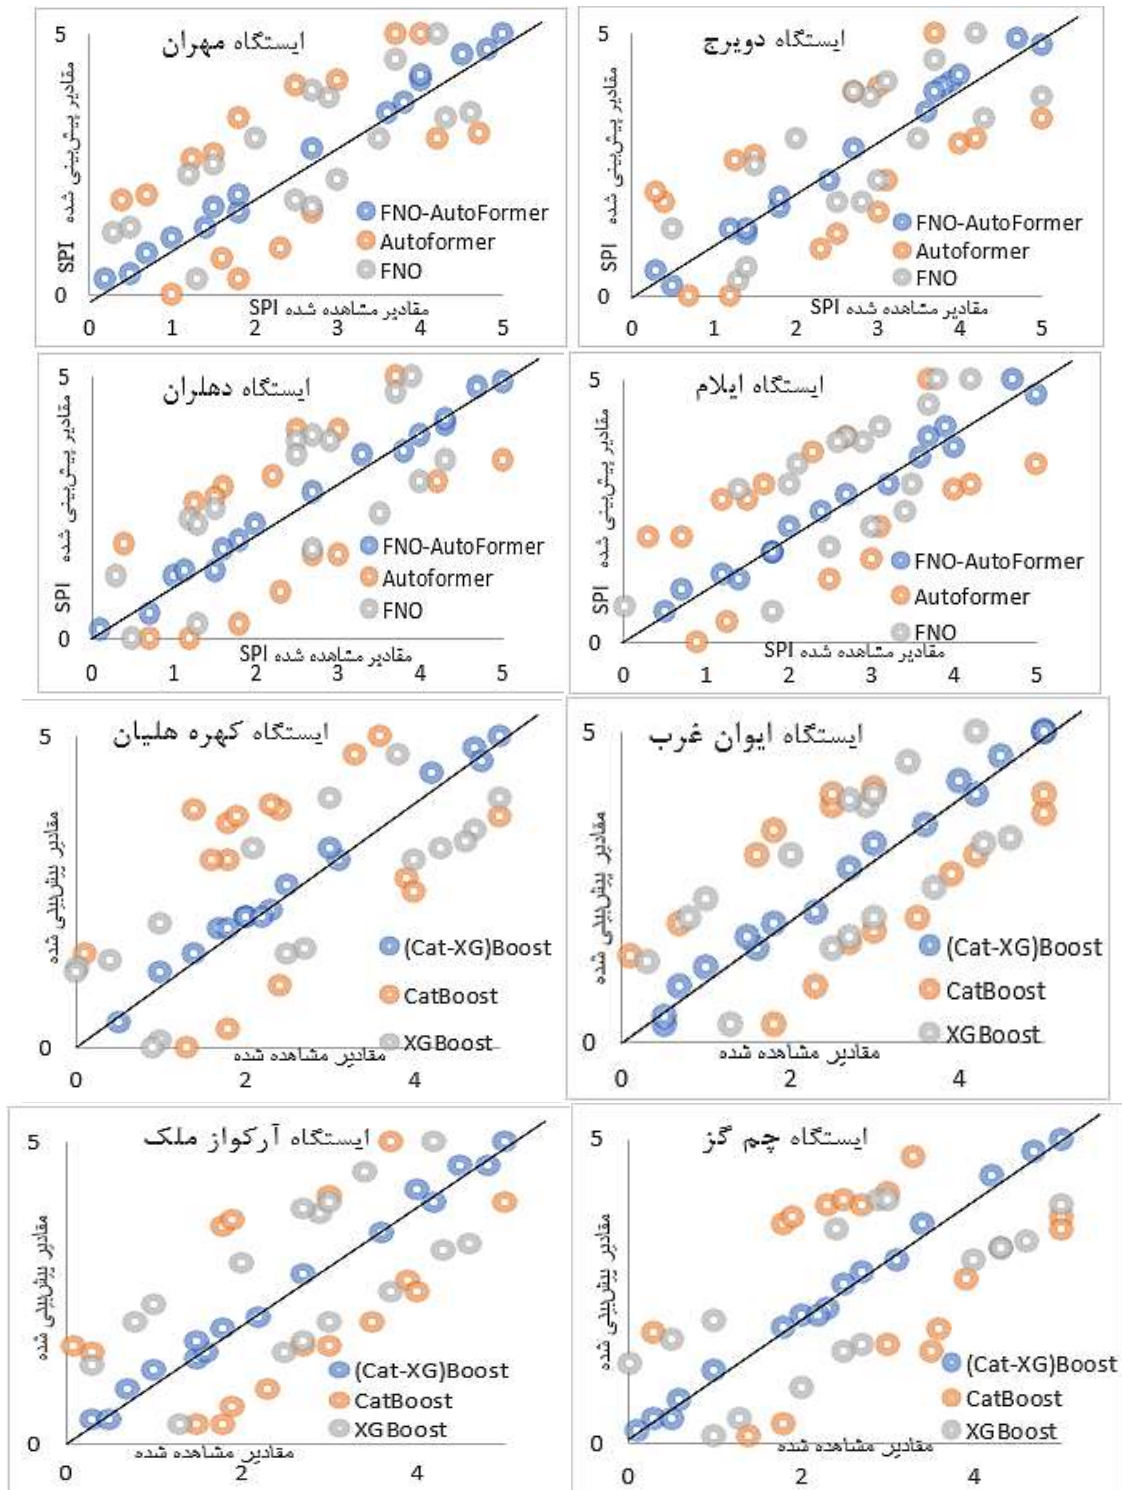 ایستگاه مهران
5
مقادیر پیش‌بینی شده SPI
FNO-AutoFormer
Autoformer
FNO
0
مقادیر مشاهده شده SPI
0 1 2 3 4 5
ایستگاه دویرج
5
مقادیر پیش‌بینی شده SPI
FNO-AutoFormer
Autoformer
FNO
0
مقادیر مشاهده شده SPI
0 1 2 3 4 5
ایستگاه دهلران
5
مقادیر پیش‌بینی شده SPI
FNO-AutoFormer
Autoformer
FNO
0
مقادیر مشاهده شده SPI
0 1 2 3 4 5
ایستگاه ایلام
5
مقادیر پیش‌بینی شده SPI
FNO-AutoFormer
Autoformer
FNO
0
مقادیر مشاهده شده SPI
0 1 2 3 4 5
ایستگاه کهره هلیان
5
مقادیر پیش‌بینی شده
(Cat-XG)Boost
CatBoost
XGBoost
0
مقادیر مشاهده شده
0 2 4
ایستگاه ایوان غرب
5
مقادیر پیش‌بینی شده
(Cat-XG)Boost
CatBoost
XGBoost
0
مقادیر مشاهده شده
0 2 4
ایستگاه آرکواز ملک
5
مقادیر پیش‌بینی شده
(Cat-XG)Boost
CatBoost
XGBoost
0
مقادیر مشاهده شده
0 2 4
ایستگاه چم گز
5
مقادیر پیش‌بینی شده
(Cat-XG)Boost
CatBoost
XGBoost
0
مقادیر مشاهده شده
0 2 4